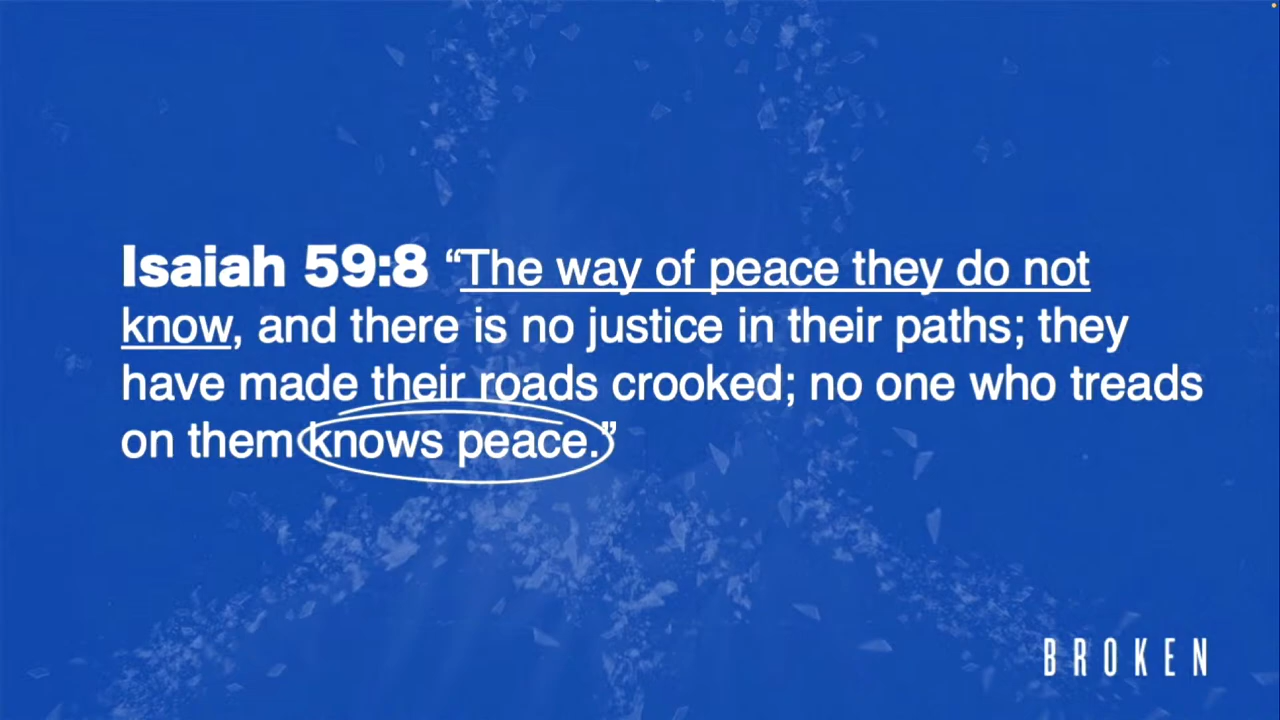 Isaiah 59:8 “The way of peace they do not
know, and there is no justice in their paths; they
have made their roads crooked; no one who treads
on them knows peace.”
BROKEN